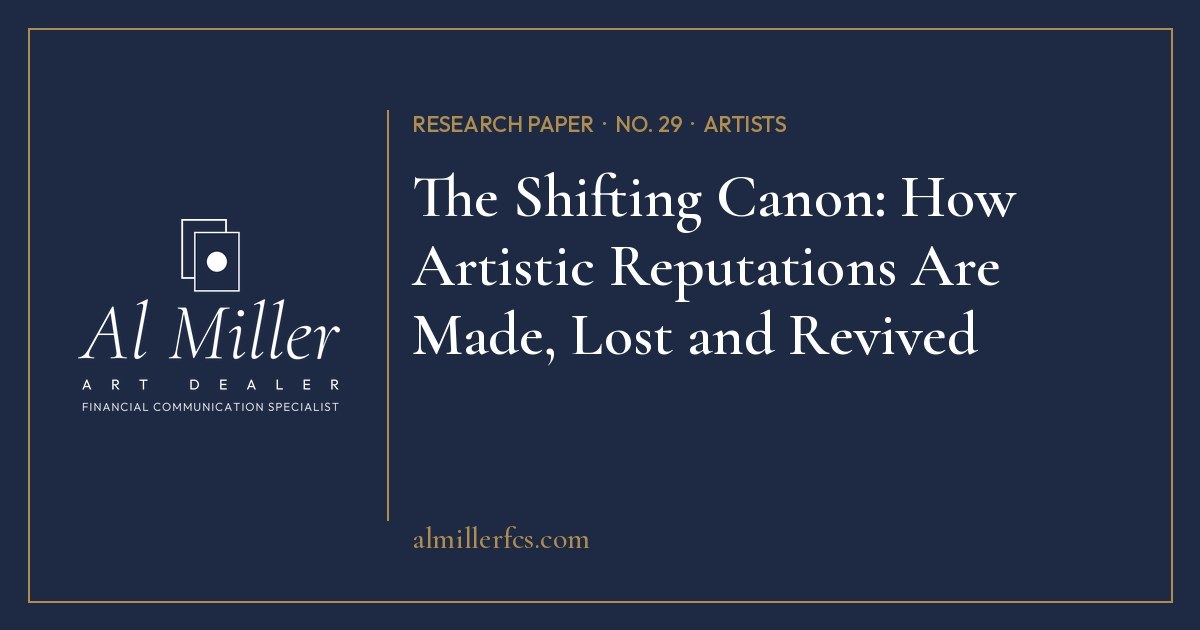 Al Miller
ART DEALER
FINANCIAL COMMUNICATION SPECIALIST
RESEARCH PAPER · NO. 29 · ARTISTS
The Shifting Canon: How
Artistic Reputations Are
Made, Lost and Revived
almillerfcs.com